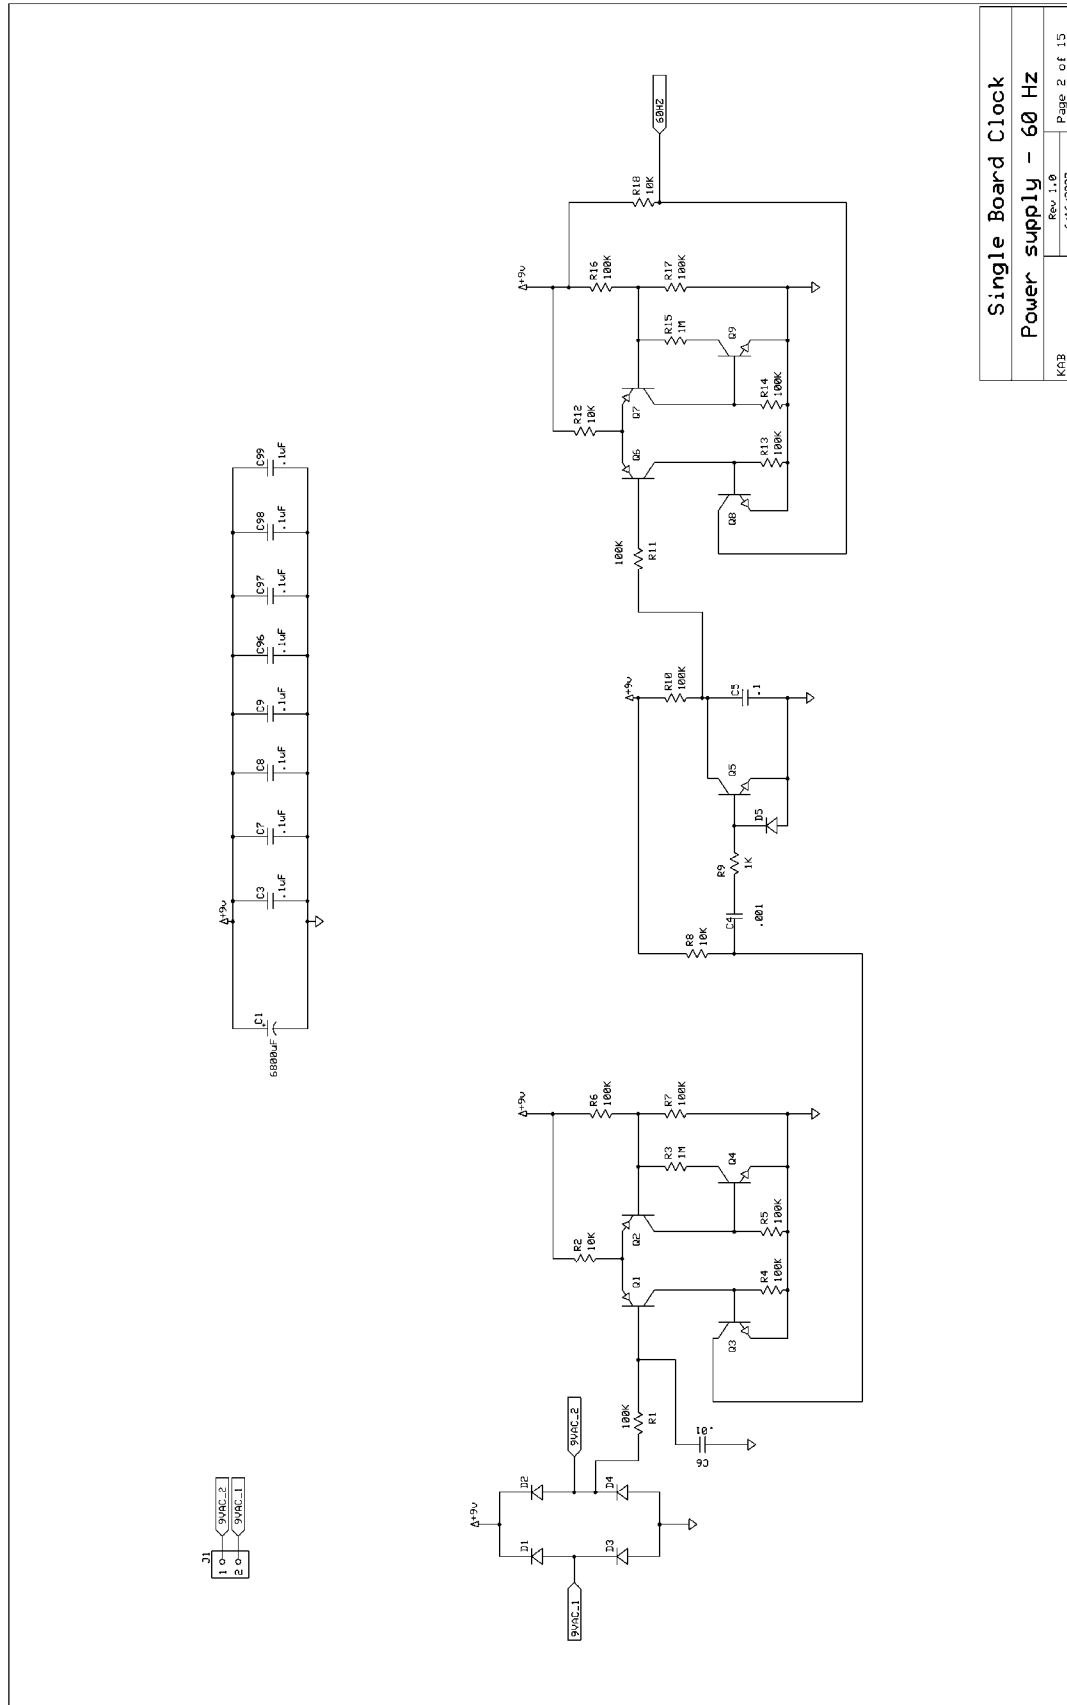 Single Board Clock
Power supply - 60 Hz
KAB
Rev 1.0
Page 2 of 15
+9v
C1
6800uF
C3
.1uF
C7
.1uF
C8
.1uF
C9
.1uF
C96
.1uF
C97
.1uF
C98
.1uF
C99
.1uF
J1
1
2
9VAC_2
9VAC_1
+9v
D1
D2
D3
D4
9VAC_1
9VAC_2
100K
R1
C6
.01
+9v
R2
10K
Q1
Q2
R6
100K
R7
100K
R3
1M
Q3
Q4
R4
100K
R5
100K
R8
10K
C4
.001
R9
1K
D5
Q5
+9v
R10
100K
C5
.1
100K
R11
+9v
R12
10K
Q6
Q7
R16
100K
R17
100K
R15
1M
Q8
Q9
R13
100K
R14
100K
R18
10K
60HZ